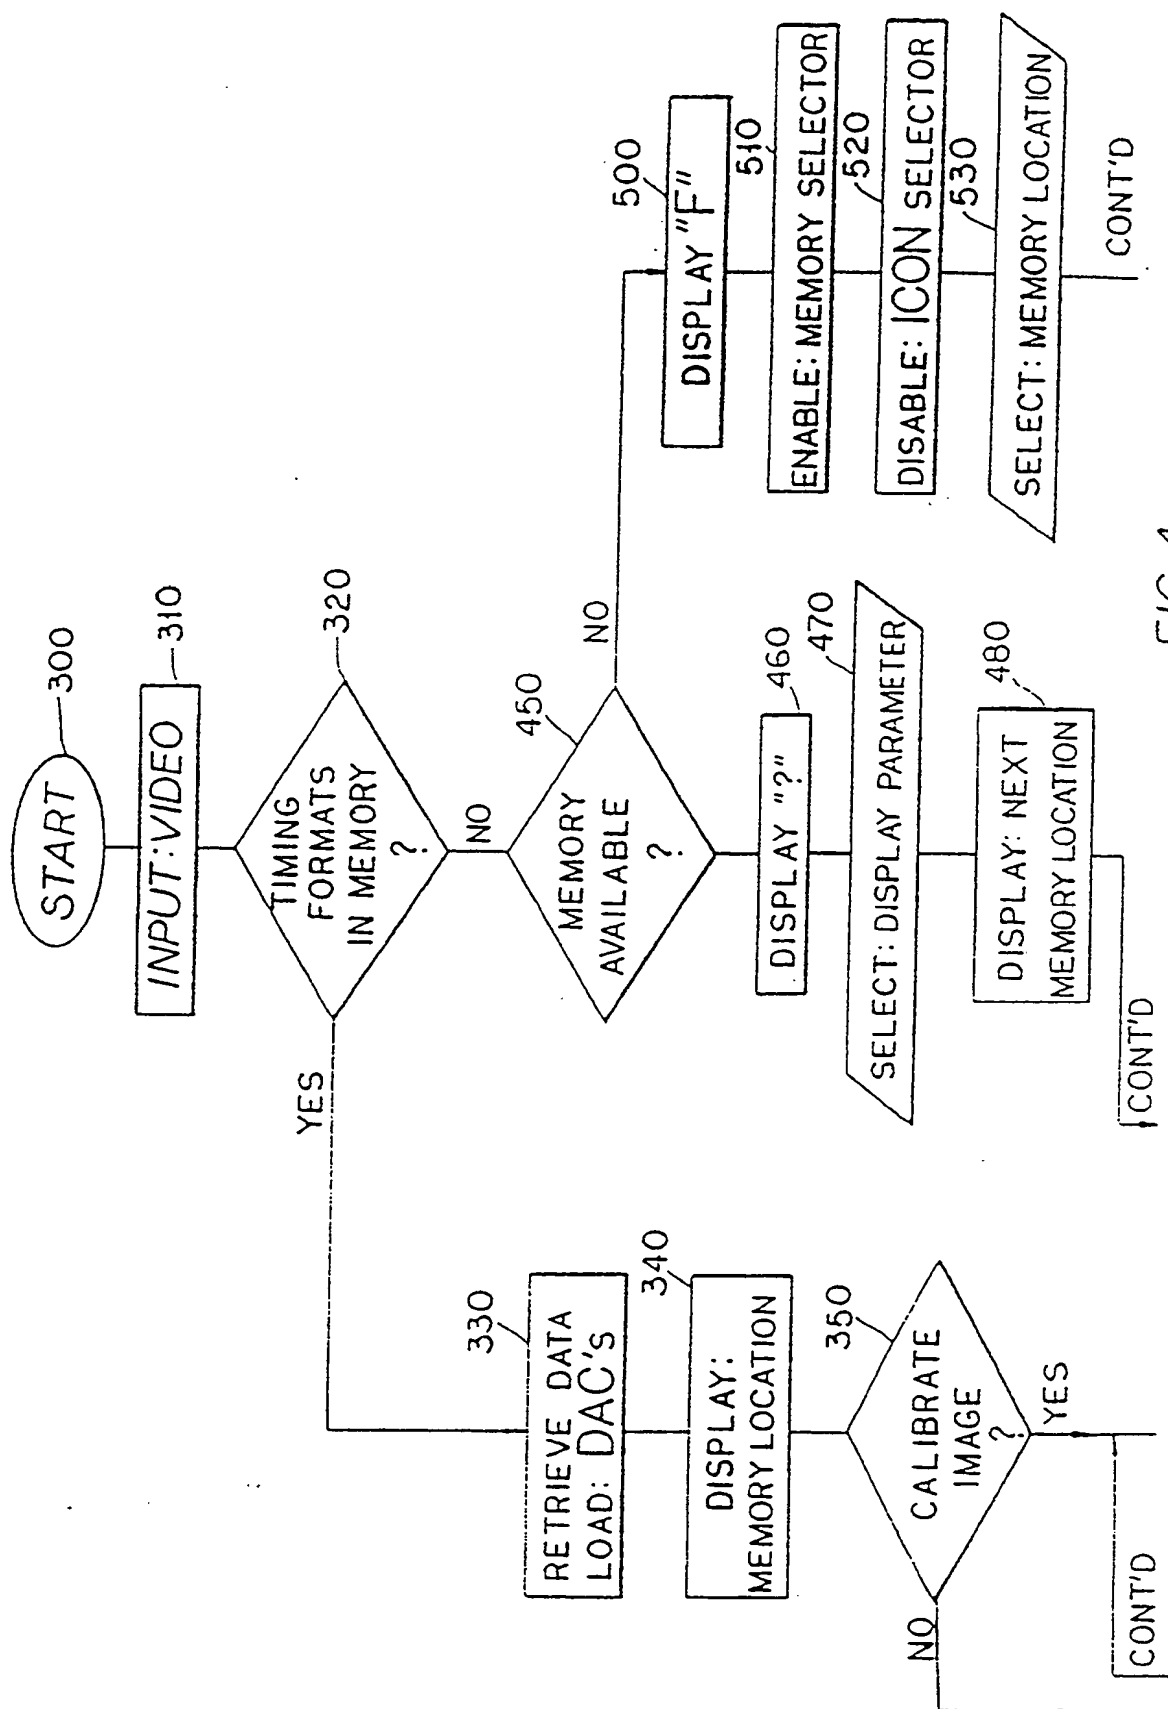 START
300
INPUT:VIDEO
310
TIMING
FORMATS
IN MEMORY
?
320
YES
NO
RETRIEVE DATA
LOAD: DAC's
330
DISPLAY:
MEMORY LOCATION
340
CALIBRATE
IMAGE
?
350
NO
YES
CONT'D
MEMORY
AVAILABLE
?
450
NO
DISPLAY "?"
460
SELECT: DISPLAY PARAMETER
470
DISPLAY: NEXT
MEMORY LOCATION
480
CONT'D
DISPLAY "F"
500
ENABLE: MEMORY SELECTOR
510
DISABLE: ICON SELECTOR
520
SELECT: MEMORY LOCATION
530
CONT'D